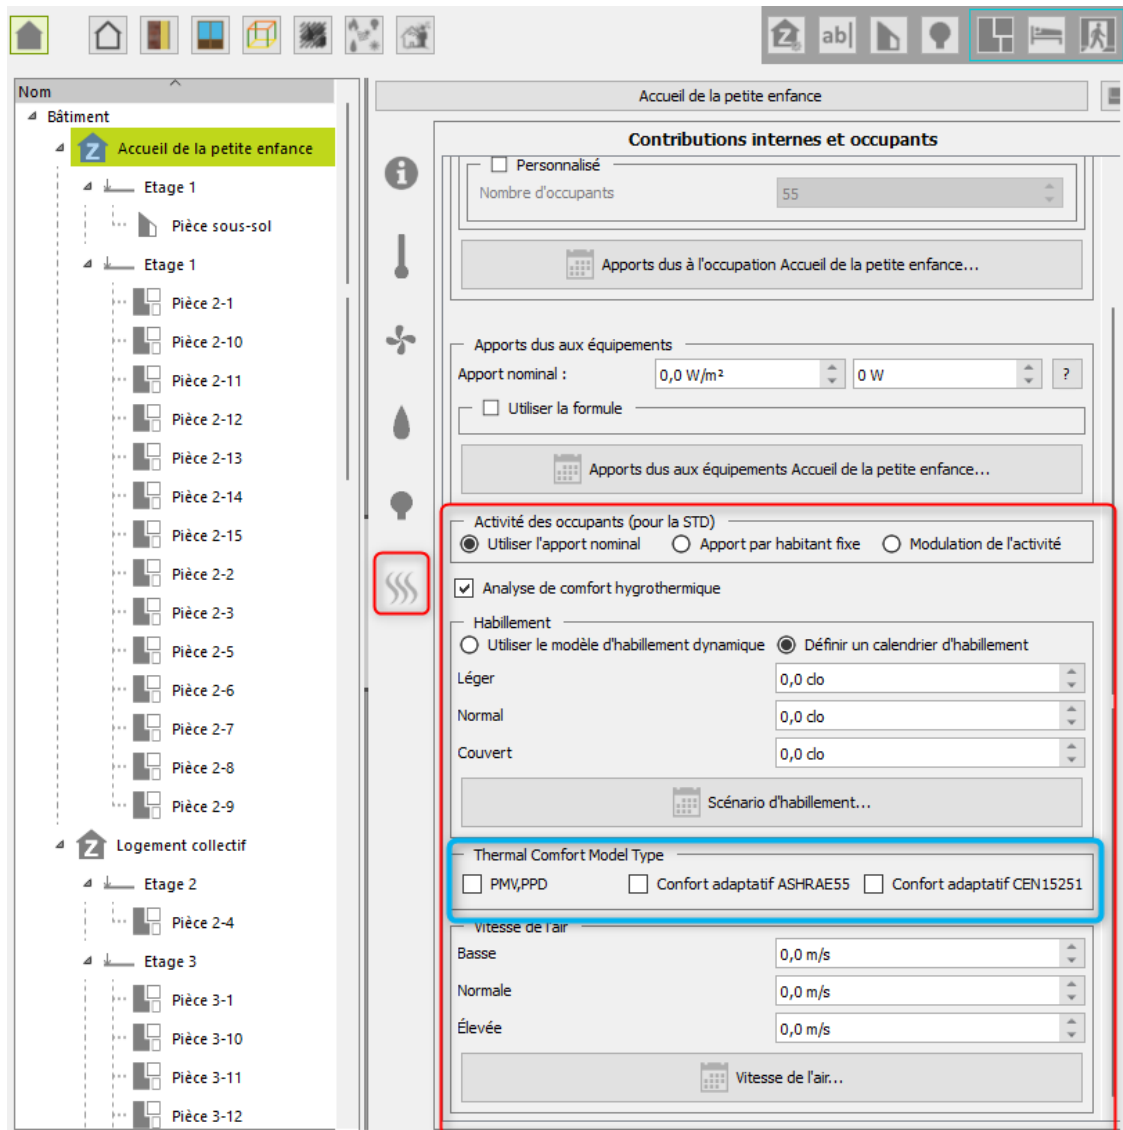 Z
ab|
Nom
Bâtiment
Z Accueil de la petite enfance
Etage 1
Pièce sous-sol
Etage 1
Pièce 2-1
Pièce 2-10
Pièce 2-11
Pièce 2-12
Pièce 2-13
Pièce 2-14
Pièce 2-15
Pièce 2-2
Pièce 2-3
Pièce 2-5
Pièce 2-6
Pièce 2-7
Pièce 2-8
Pièce 2-9
Z Logement collectif
Etage 2
Pièce 2-4
Etage 3
Pièce 3-1
Pièce 3-10
Pièce 3-11
Pièce 3-12
Accueil de la petite enfance
Contributions internes et occupants
Personnalisé
Nombre d'occupants 55
Apports dus à l'occupation Accueil de la petite enfance...
Apports dus aux équipements
Apport nominal : 0,0 W/m² 0 W ?
Utiliser la formule
Apports dus aux équipements Accueil de la petite enfance...
Activité des occupants (pour la STD)
Utiliser l'apport nominal Apport par habitant fixe Modulation de l'activité
Analyse de comfort hygrothermique
Habillement
Utiliser le modèle d'habillement dynamique Définir un calendrier d'habillement
Léger 0,0 clo
Normal 0,0 clo
Couvert 0,0 clo
Scénario d'habillement...
Thermal Comfort Model Type
PMV,PPD Confort adaptatif ASHRAE55 Confort adaptatif CEN15251
Vitesse de l'air
Basse 0,0 m/s
Normale 0,0 m/s
Élevée 0,0 m/s
Vitesse de l'air...